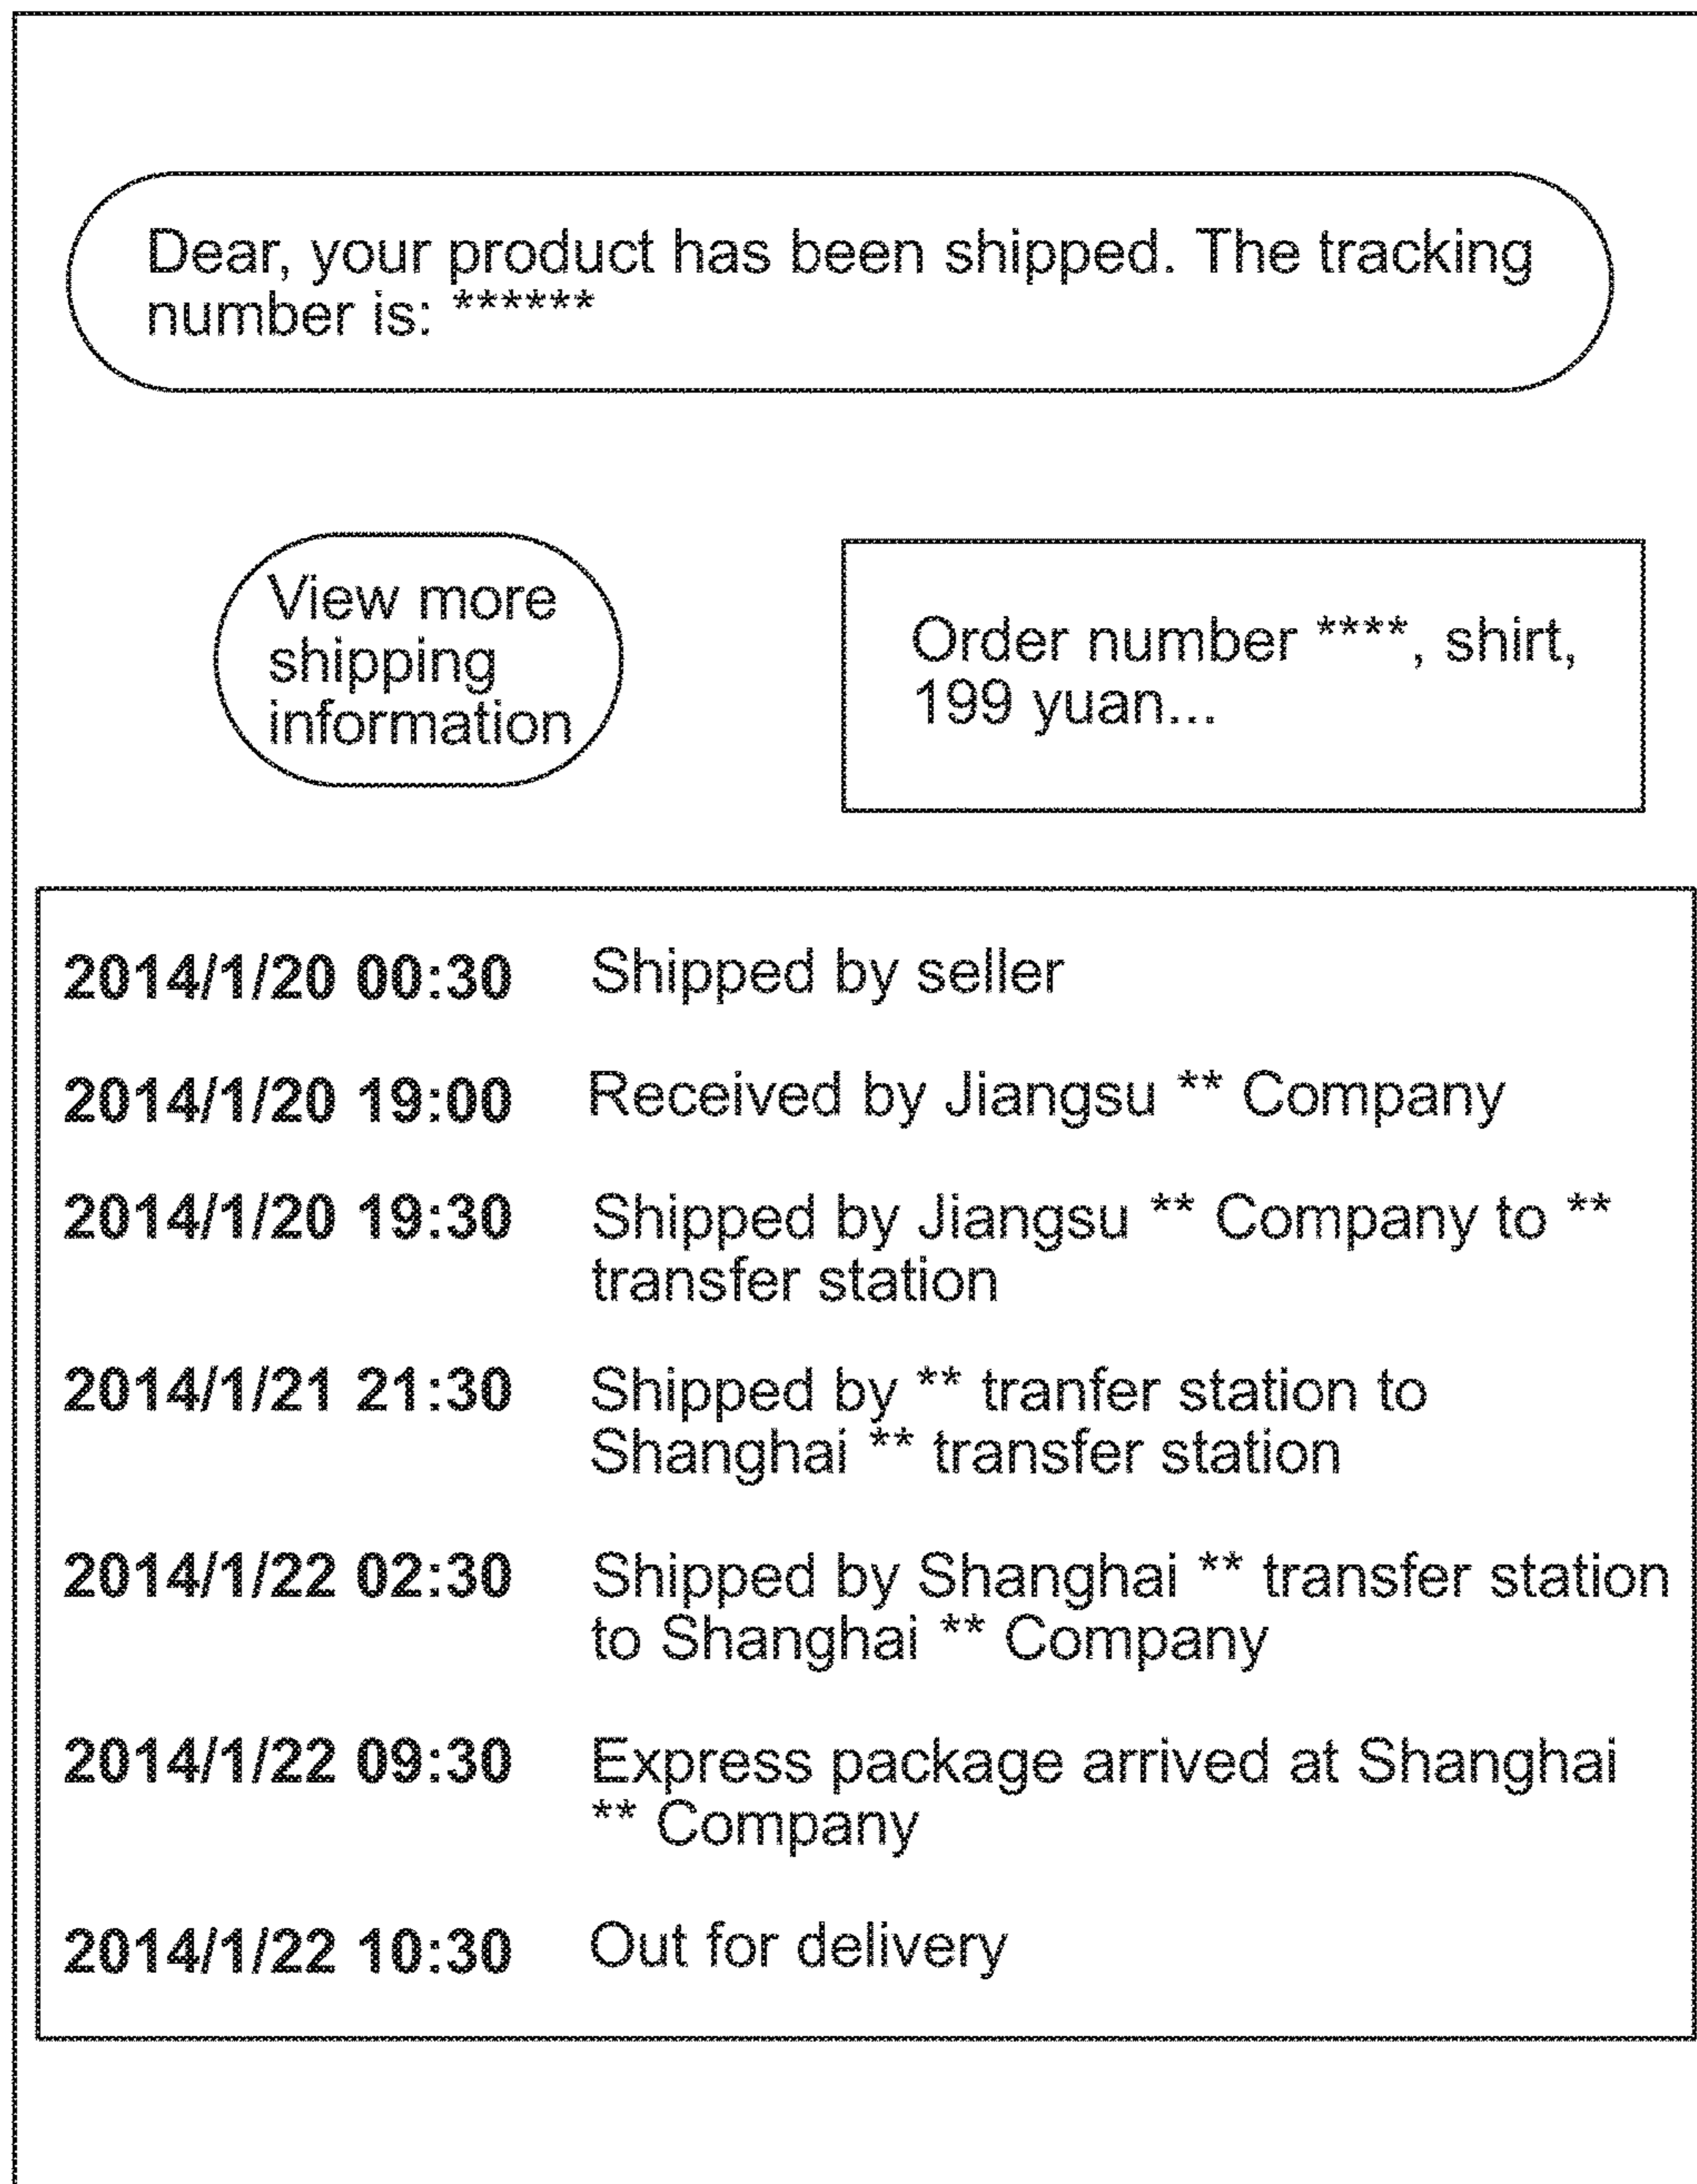 Dear, your product has been shipped. The tracking
number is: ******
View more
shipping
information
Order number ****, shirt,
199 yuan...
2014/1/20 00:30 Shipped by seller
2014/1/20 19:00 Received by Jiangsu ** Company
2014/1/20 19:30 Shipped by Jiangsu ** Company to **
transfer station
2014/1/21 21:30 Shipped by ** tranfer station to
Shanghai ** transfer station
2014/1/22 02:30 Shipped by Shanghai ** transfer station
to Shanghai ** Company
2014/1/22 09:30 Express package arrived at Shanghai
** Company
2014/1/22 10:30 Out for delivery